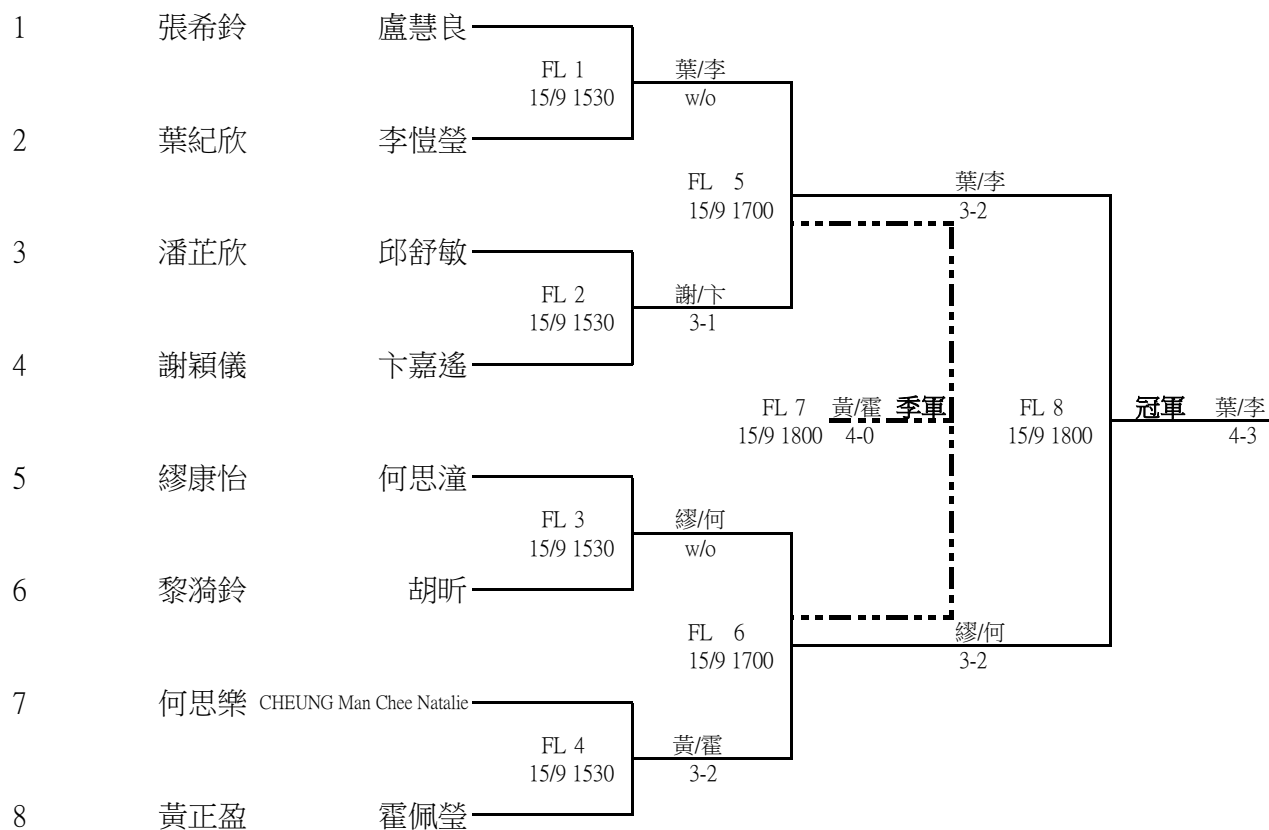 1 張希鈴 盧慧良
FL 1 葉/李
15/9 1530 w/o
2 葉紀欣 李愷瑩
FL 5 葉/李
15/9 1700 3-2
3 潘芷欣 邱舒敏
FL 2 謝/卞
15/9 1530 3-1
4 謝穎儀 卞嘉遙
FL 7 黃/霍 季軍 FL 8 冠軍 葉/李
15/9 1800 4-0 15/9 1800 4-3
5 繆康怡 何思潼
FL 3 繆/何
15/9 1530 w/o
6 黎漪鈴 胡昕
FL 6 繆/何
15/9 1700 3-2
7 何思樂 CHEUNG Man Chee Natalie
FL 4 黃/霍
15/9 1530 3-2
8 黃正盈 霍佩瑩